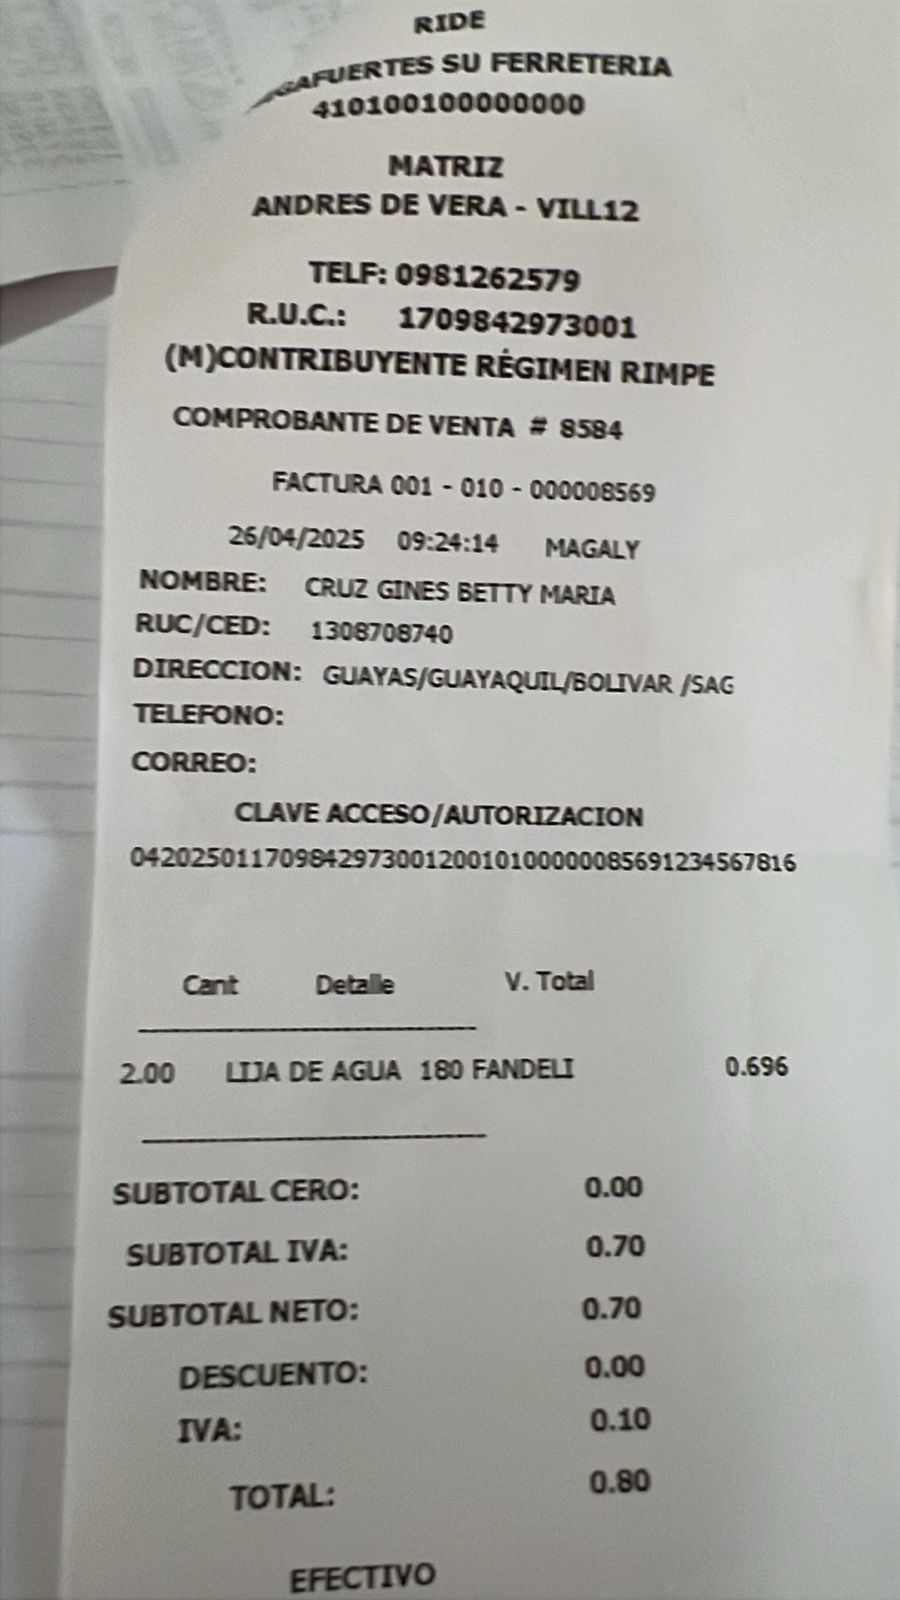 RIDE
GAFUERTES SU FERRETERIA
410100100000000
MATRIZ
ANDRES DE VERA - VILL12
TELF: 0981262579
R.U.C.: 1709842973001
(M)CONTRIBUYENTE RÉGIMEN RIMPE
COMPROBANTE DE VENTA # 8584
FACTURA 001 - 010 - 000008569
26/04/2025 09:24:14 MAGALY
NOMBRE: CRUZ GINES BETTY MARIA
RUC/CED: 1308708740
DIRECCION: GUAYAS/GUAYAQUIL/BOLIVAR /SAG
TELEFONO:
CORREO:
CLAVE ACCESO/AUTORIZACION
0420250117098429730012001010000085691234567816
Cant Detalle V. Total
2.00 LIJA DE AGUA 180 FANDELI 0.696
SUBTOTAL CERO: 0.00
SUBTOTAL IVA: 0.70
SUBTOTAL NETO: 0.70
DESCUENTO: 0.00
IVA: 0.10
TOTAL: 0.80
EFECTIVO